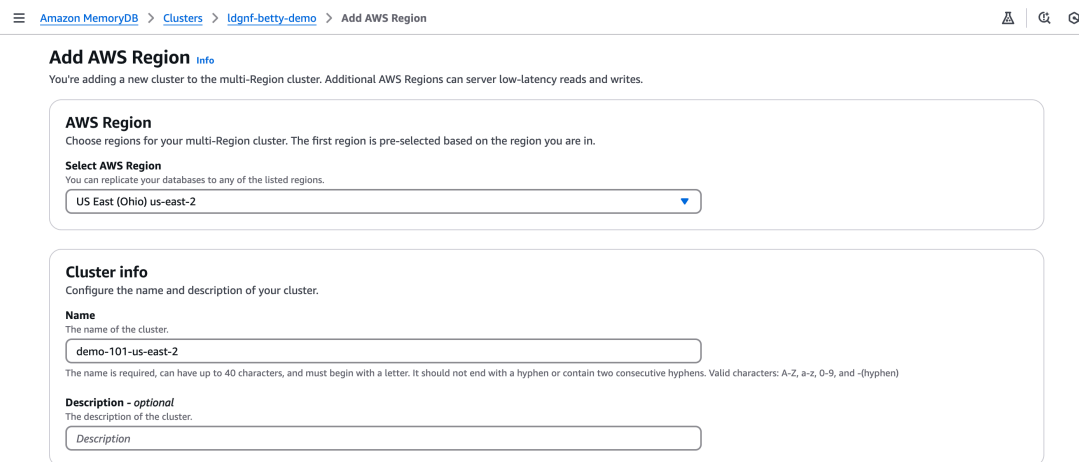 Amazon MemoryDB > Clusters > ldgnf-betty-demo > Add AWS Region
Add AWS Region Info
You're adding a new cluster to the multi-Region cluster. Additional AWS Regions can server low-latency reads and writes.
AWS Region
Choose regions for your multi-Region cluster. The first region is pre-selected based on the region you are in.
Select AWS Region
You can replicate your databases to any of the listed regions.
US East (Ohio) us-east-2
Cluster info
Configure the name and description of your cluster.
Name
The name of the cluster.
demo-101-us-east-2
The name is required, can have up to 40 characters, and must begin with a letter. It should not end with a hyphen or contain two consecutive hyphens. Valid characters: A-Z, a-z, 0-9, and -(hyphen)
Description - optional
The description of the cluster.
Description